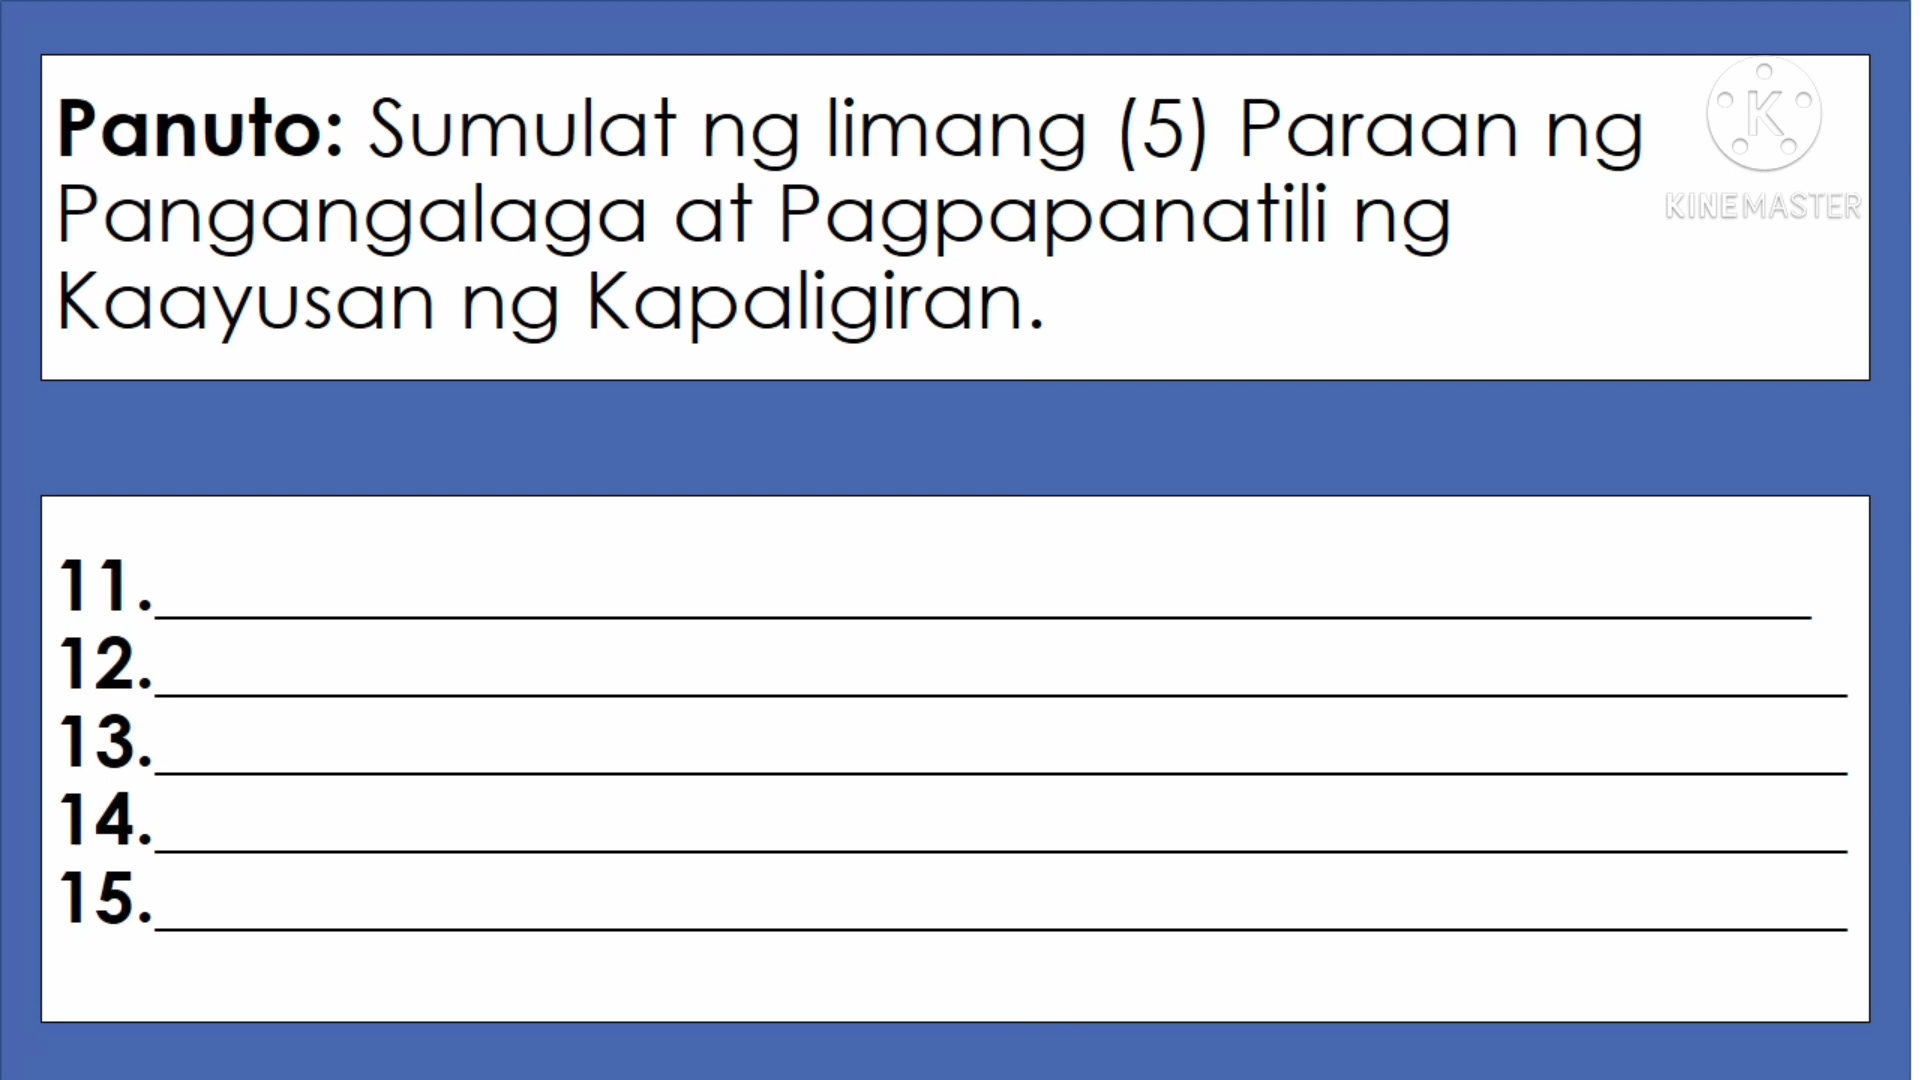 Panuto: Sumulat ng limang (5) Paraan ng
Pangangalaga at Pagpapanatili ng
Kaayusan ng Kapaligiran.
K
KINEMASTER
11.
12.
13.
14.
15.